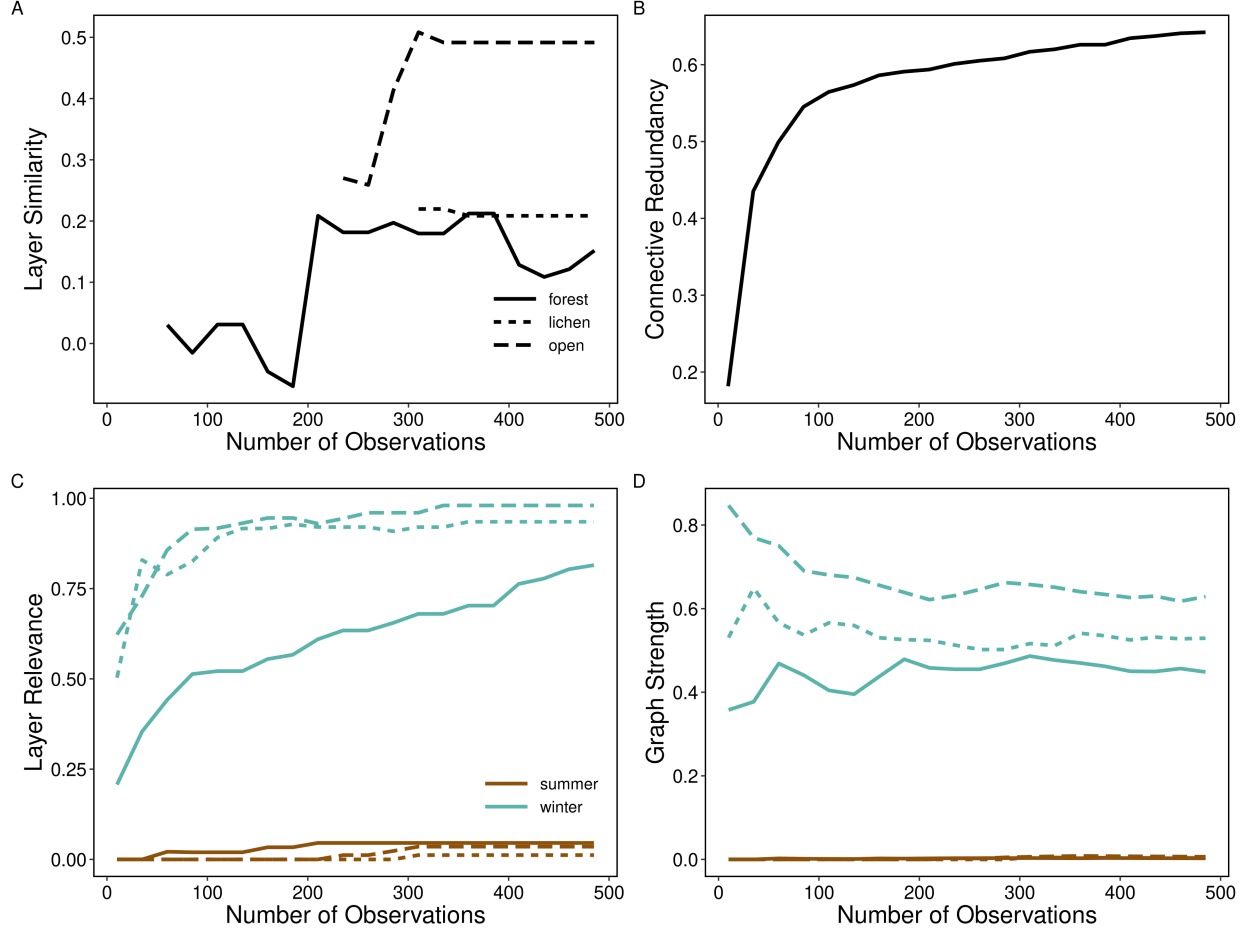 A
Layer Similarity
0.5
0.4
0.3
0.2
0.1
0.0
forest
lichen
open
0 100 200 300 400 500
Number of Observations
B
Connective Redundancy
0.6
0.5
0.4
0.3
0.2
0 100 200 300 400 500
Number of Observations
C
Layer Relevance
1.00
0.75
0.50
0.25
0.00
summer
winter
0 100 200 300 400 500
Number of Observations
D
Graph Strength
0.8
0.6
0.4
0.2
0.0
0 100 200 300 400 500
Number of Observations